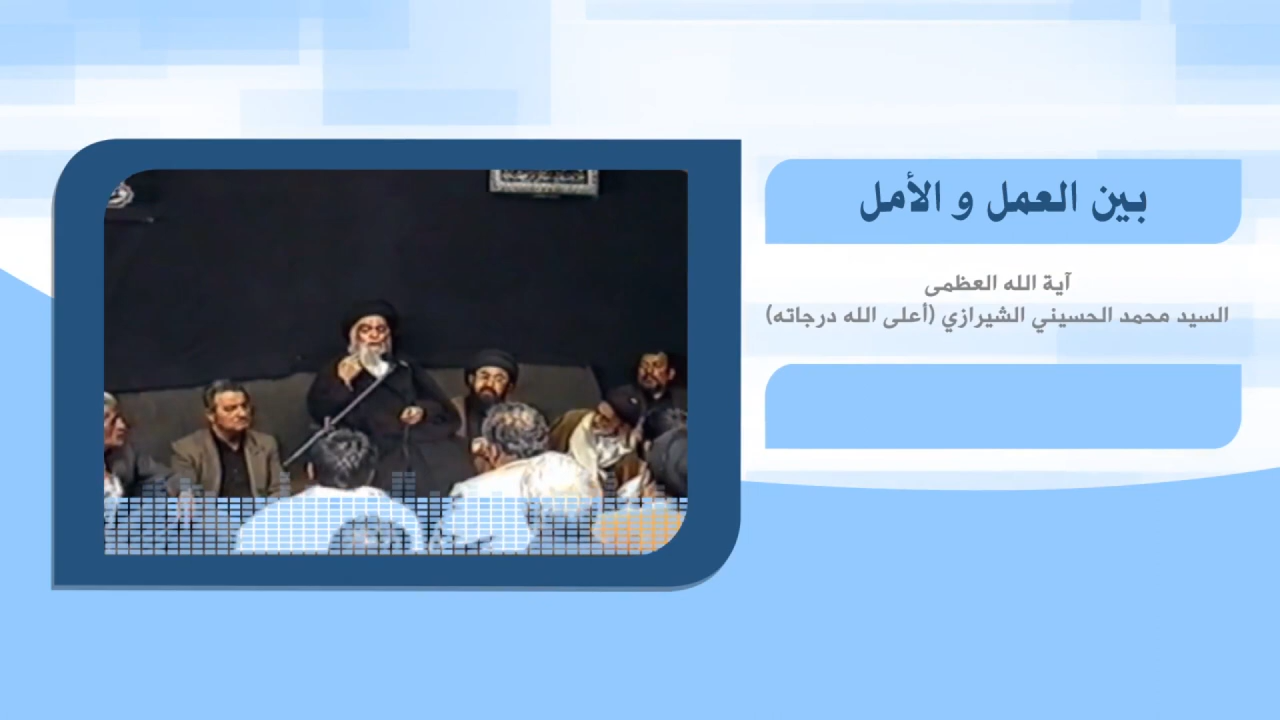 بين العمل و الأمل
آية الله العظمى
السيد محمد الحسيني الشيرازي (أعلى الله درجاته)